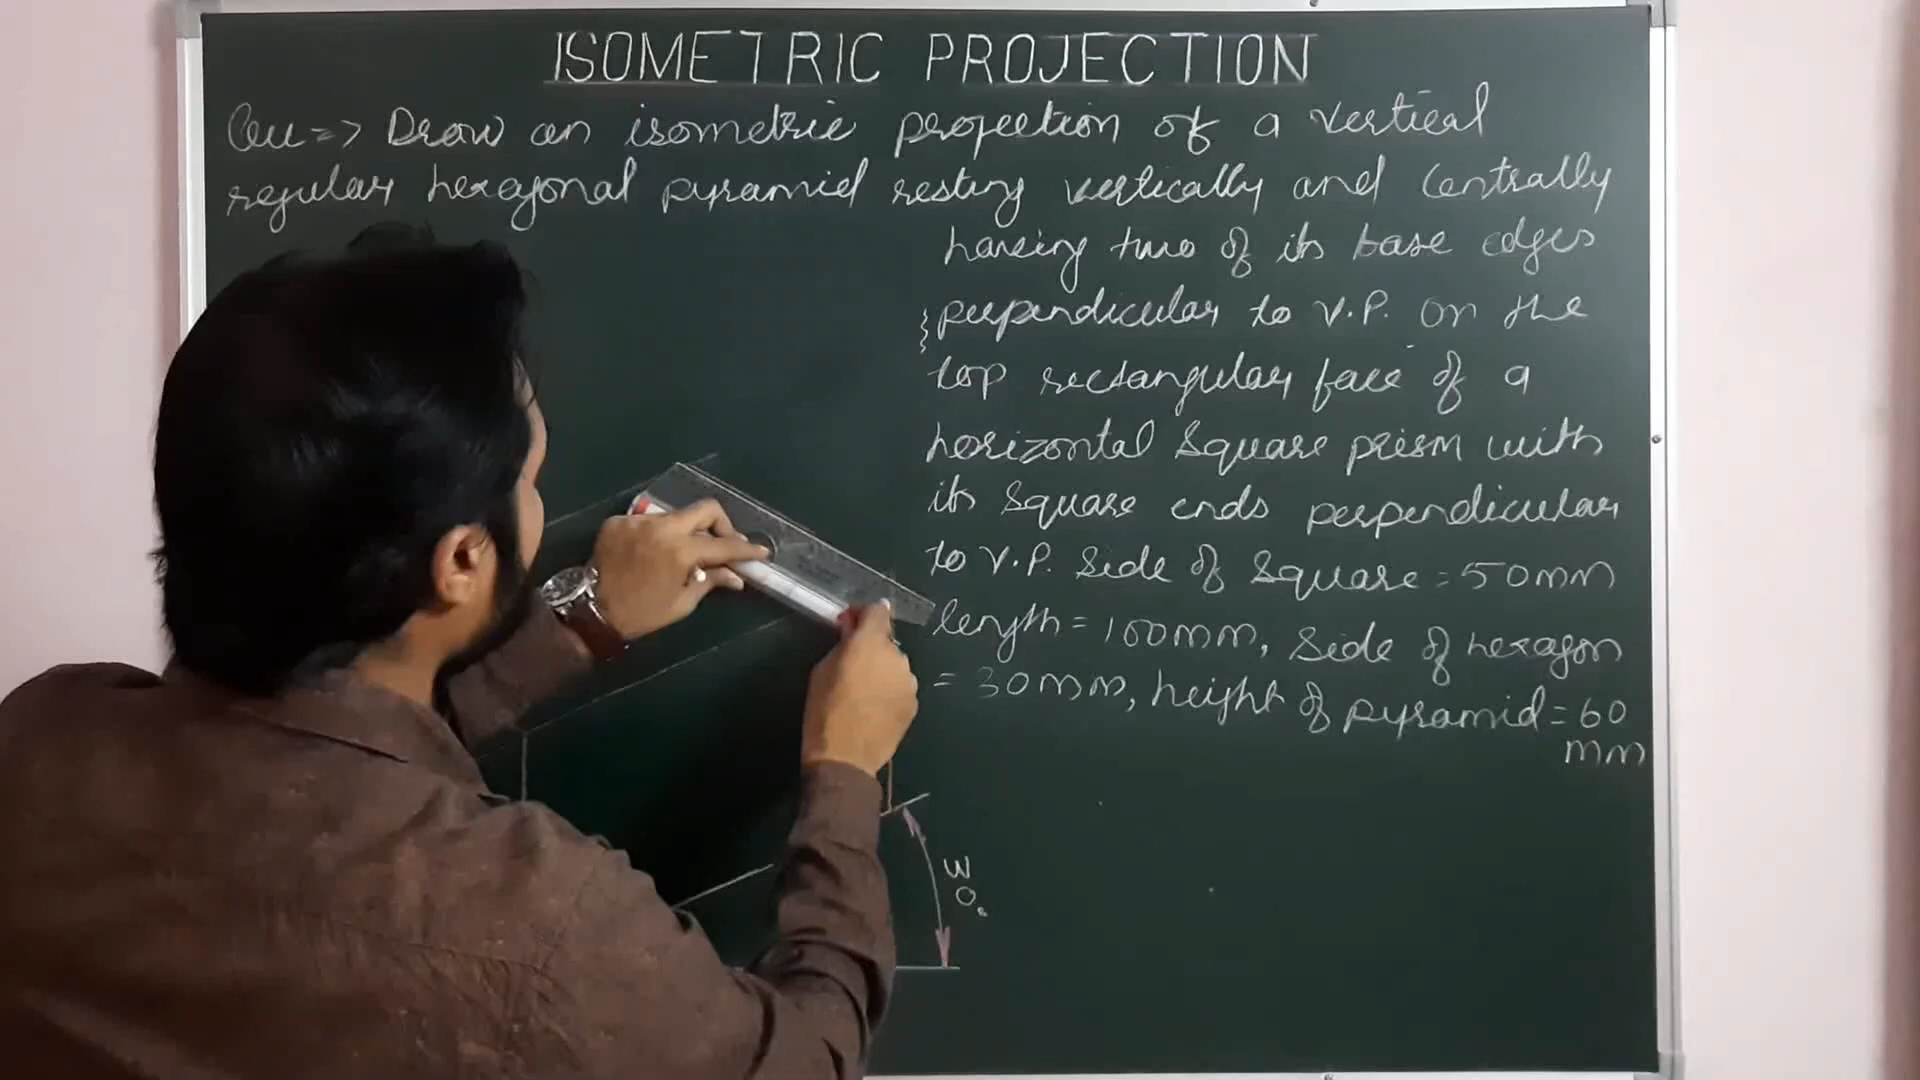 ISOMETRIC PROJECTION
Que => Draw an isometric projection of a vertical
regular hexagonal pyramid resting vertically and centrally
having two of its base edges
perpendicular to V.P. on the
top rectangular face of a
horizontal square prism with
its square ends perpendicular
to V.P. Side of square = 50mm
length = 100mm, side of hexagon
= 30mm, height of pyramid = 60
mm
30°